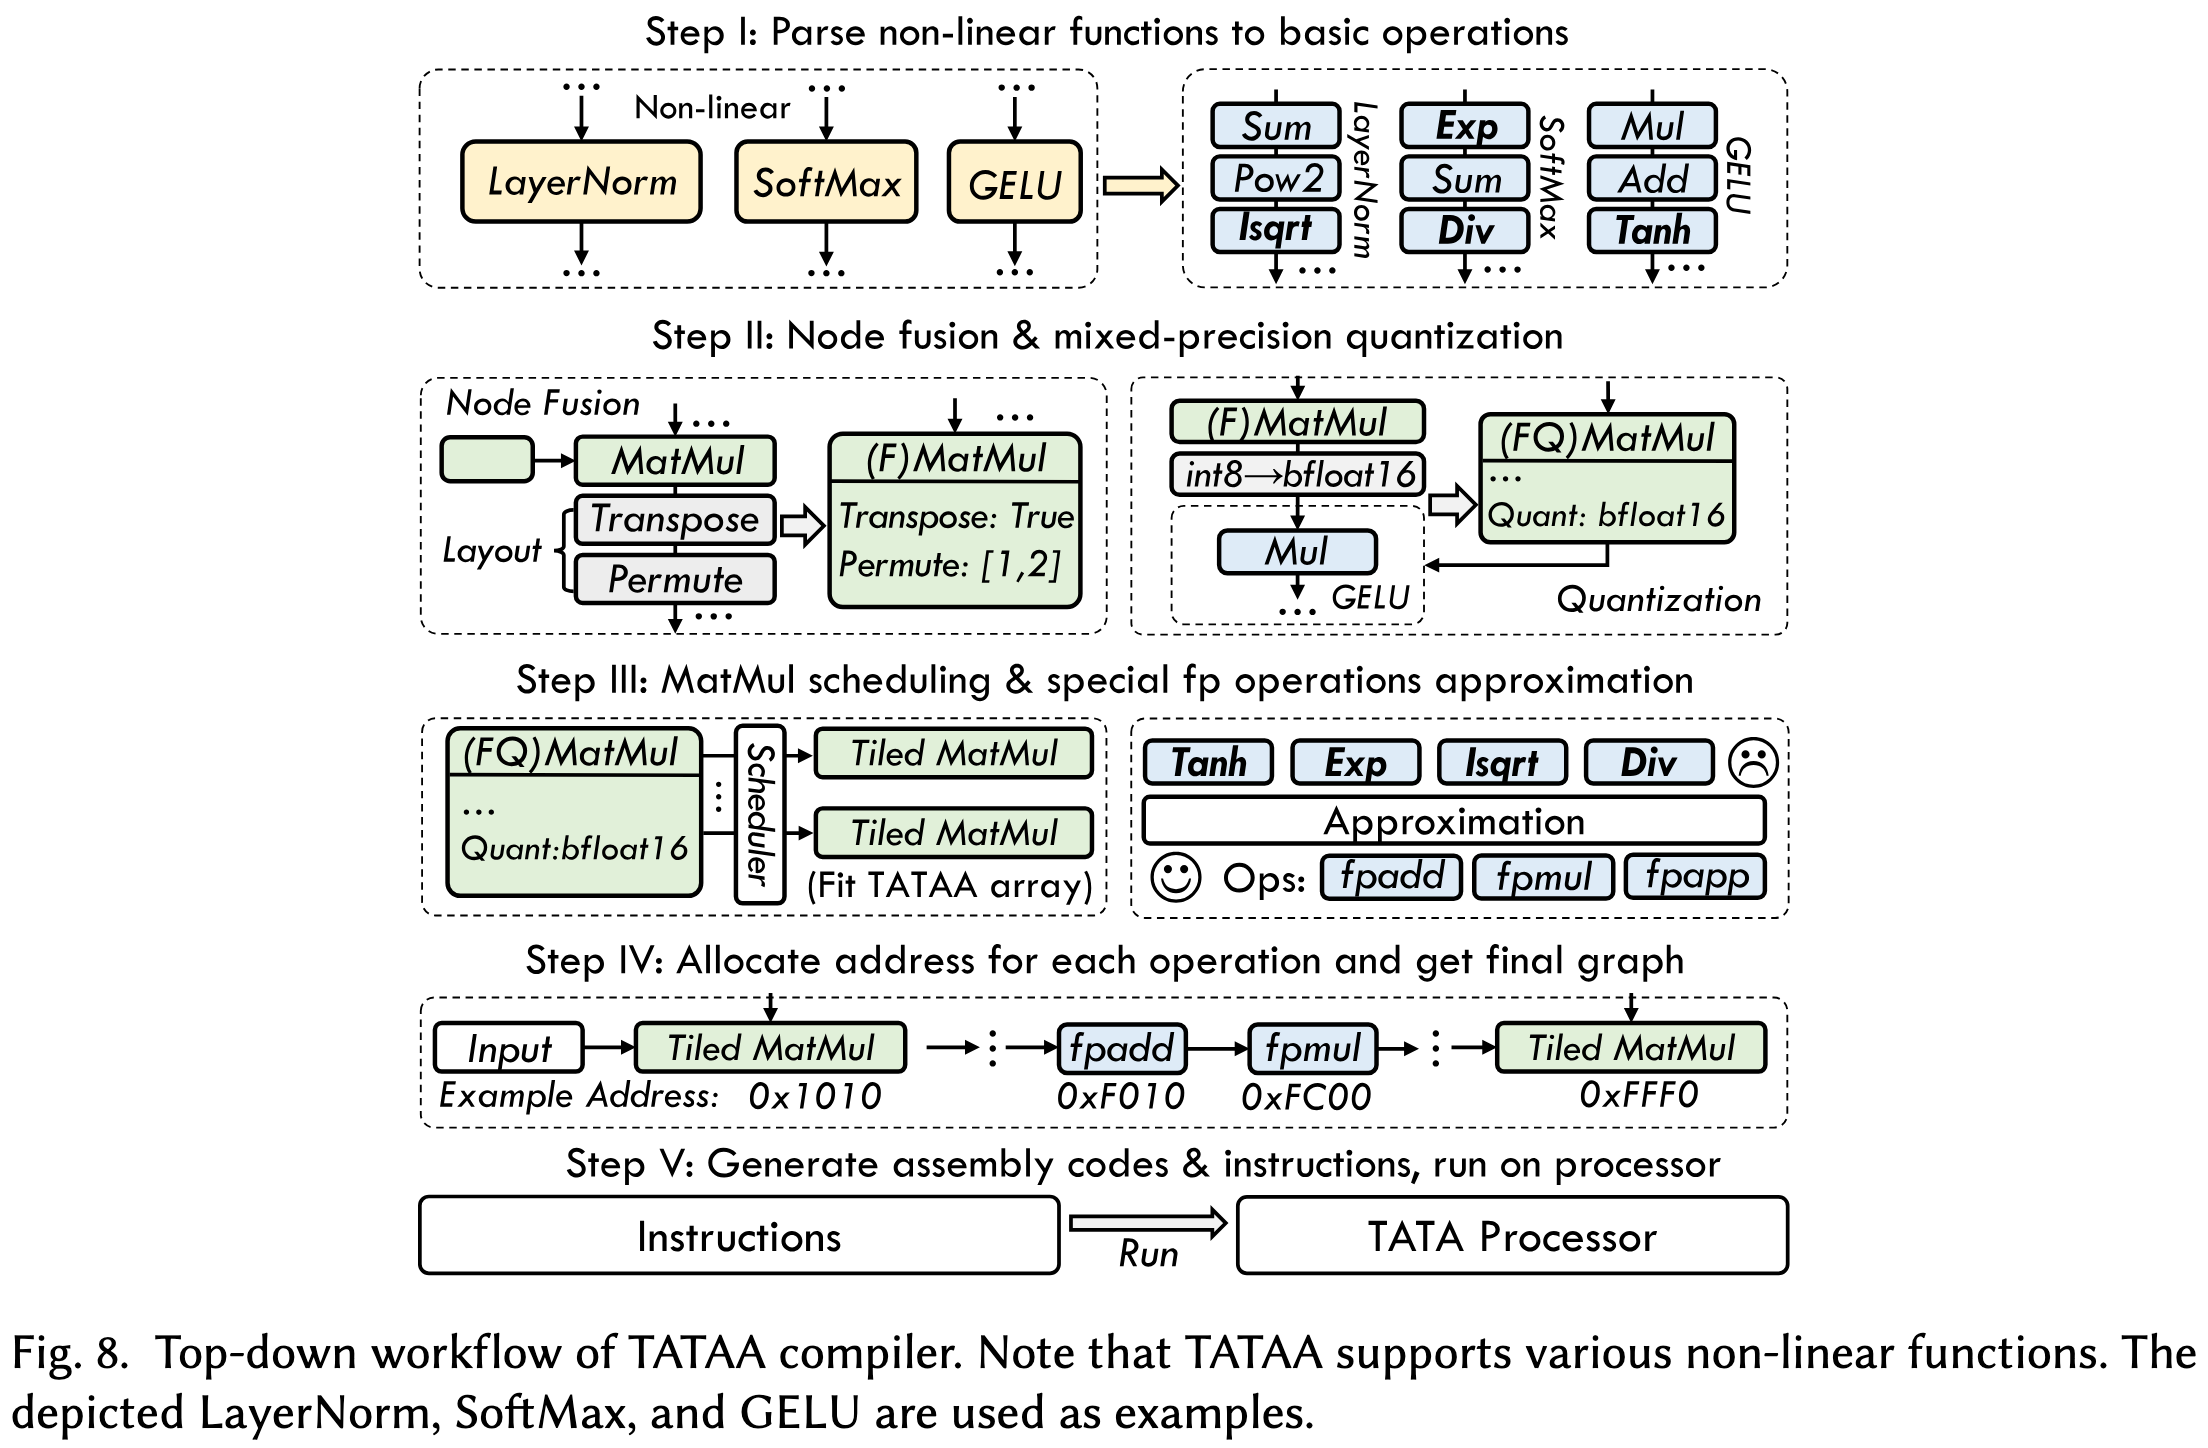 Step I: Parse non-linear functions to basic operations
...
...
...
Non-linear
LayerNorm
SoftMax
GELU
...
...
...
Sum
Pow2
Isqrt
...
LayerNorm
Exp
Sum
Div
...
SoftMax
Mul
Add
Tanh
...
GELU
Step II: Node fusion & mixed-precision quantization
Node Fusion
...
MatMul
Transpose
Permute
Layout
...
...
(F)MatMul
Transpose: True
Permute: [1,2]
(F)MatMul
int8→bfloat16
Mul
...
GELU
(FQ)MatMul
...
Quant: bfloat16
Quantization
Step III: MatMul scheduling & special fp operations approximation
(FQ)MatMul
...
Quant:bfloat16
...
Scheduler
Tiled MatMul
Tiled MatMul
(Fit TATAA array)
Tanh
Exp
Isqrt
Div
Approximation
Ops:
fpadd
fpmul
fpapp
Step IV: Allocate address for each operation and get final graph
Input
Tiled MatMul
...
fpadd
fpmul
...
Tiled MatMul
Example Address:
0x1010
0xF010
0xFC00
0xFFF0
Step V: Generate assembly codes & instructions, run on processor
Instructions
Run
TATA Processor
Fig. 8. Top-down workflow of TATAA compiler. Note that TATAA supports various non-linear functions. The
depicted LayerNorm, SoftMax, and GELU are used as examples.